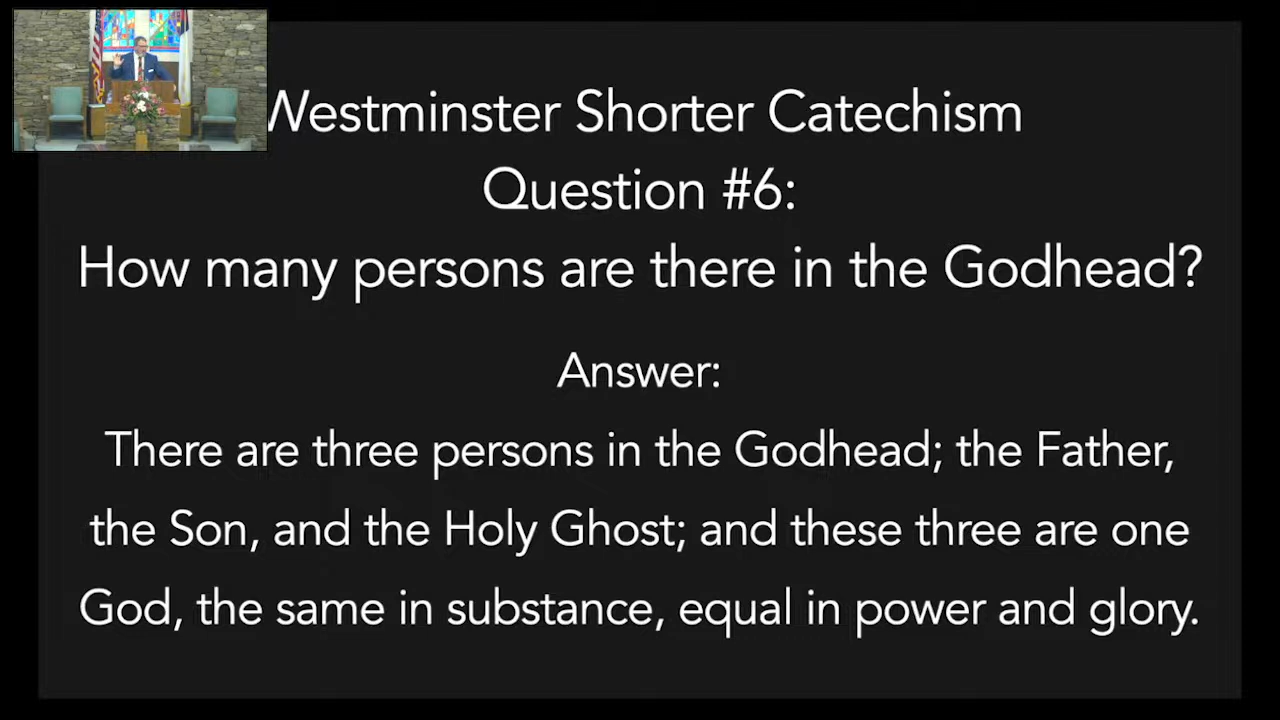 Westminster Shorter Catechism
Question #6:
How many persons are there in the Godhead?
Answer:
There are three persons in the Godhead; the Father,
the Son, and the Holy Ghost; and these three are one
God, the same in substance, equal in power and glory.